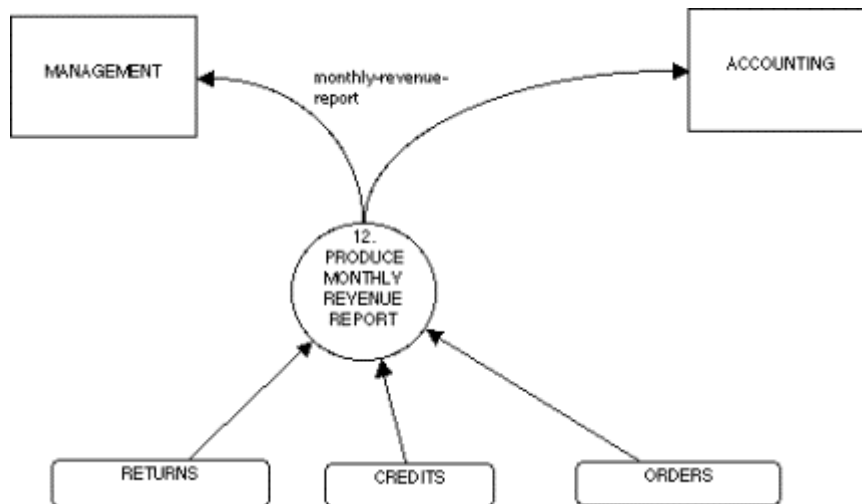 MANAGEMENT
monthly-revenue-
report
ACCOUNTING
12.
PRODUCE
MONTHLY
REVENUE
REPORT
RETURNS
CREDITS
ORDERS